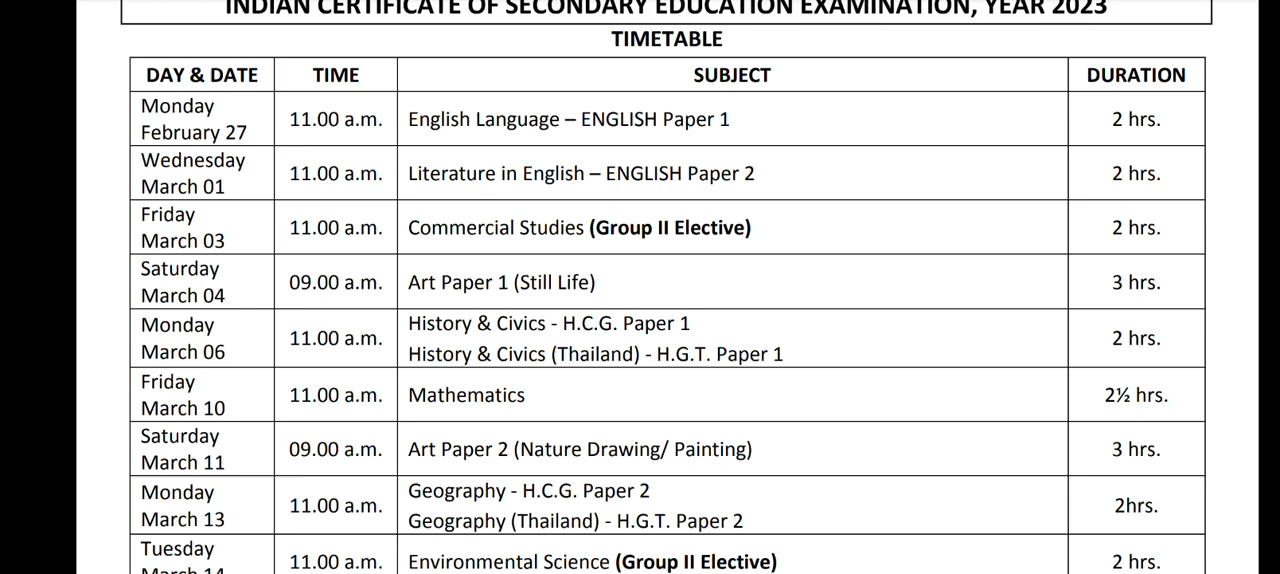 INDIAN CERTIFICATE OF SECONDARY EDUCATION EXAMINATION, YEAR 2023
TIMETABLE
DAY & DATE TIME SUBJECT DURATION
Monday
February 27
11.00 a.m. English Language – ENGLISH Paper 1 2 hrs.
Wednesday
March 01
11.00 a.m. Literature in English – ENGLISH Paper 2 2 hrs.
Friday
March 03
11.00 a.m. Commercial Studies (Group II Elective) 2 hrs.
Saturday
March 04
09.00 a.m. Art Paper 1 (Still Life) 3 hrs.
Monday
March 06
11.00 a.m.
History & Civics - H.C.G. Paper 1
History & Civics (Thailand) - H.G.T. Paper 1
2 hrs.
Friday
March 10
11.00 a.m. Mathematics 2½ hrs.
Saturday
March 11
09.00 a.m. Art Paper 2 (Nature Drawing/ Painting) 3 hrs.
Monday
March 13
11.00 a.m.
Geography - H.C.G. Paper 2
Geography (Thailand) - H.G.T. Paper 2
2hrs.
Tuesday
March 14
11.00 a.m. Environmental Science (Group II Elective) 2 hrs.